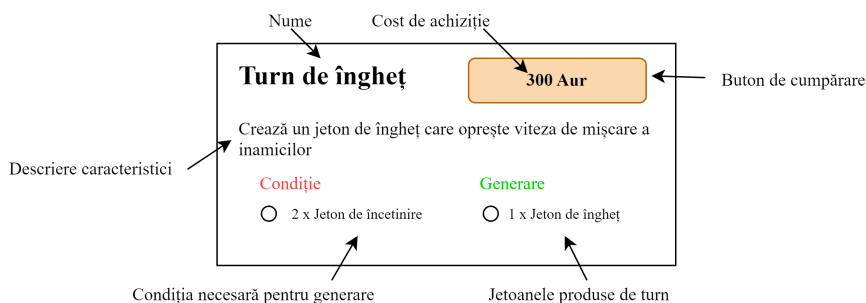 Nume
Cost de achiziție
Turn de îngheț
300 Aur
Buton de cumpărare
Crează un jeton de îngheț care oprește viteza de mișcare a
inamicilor
Descriere caracteristici
Condiție
Generare
2 x Jeton de încetinire
1 x Jeton de îngheț
Condiția necesară pentru generare
Jetoanele produse de turn